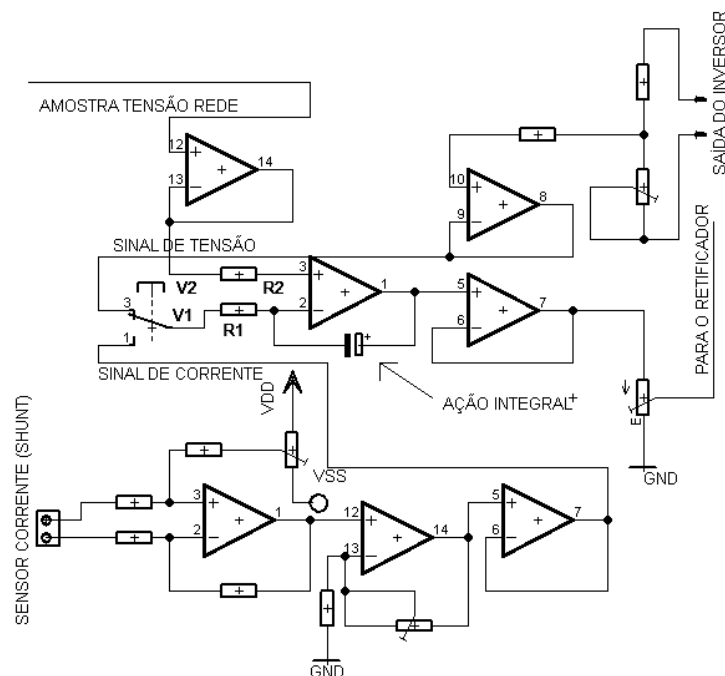 AMOSTRA TENSÃO REDE
12
13
14
SAÍDA DO INVERSOR
10
9
8
SINAL DE TENSÃO
V2
R2
3
2
1
3
V1
1
R1
5
6
7
SINAL DE CORRENTE
AÇÃO INTEGRAL
PARA O RETIFICADOR
E
GND
VDD
VSS
SENSOR CORRENTE (SHUNT)
3
2
1
12
13
14
5
6
7
GND